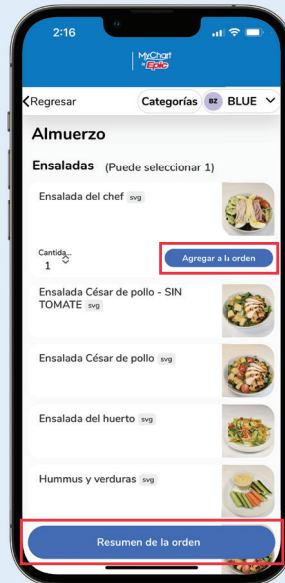 2:16
MyChart
by Epic
Regresar Categorías BZ BLUE
Almuerzo
Ensaladas (Puede seleccionar 1)
Ensalada del chef svg
Cantida...
1
Agregar a la orden
Ensalada César de pollo - SIN
TOMATE svg
Ensalada César de pollo svg
Ensalada del huerto svg
Hummus y verduras svg
Resumen de la orden